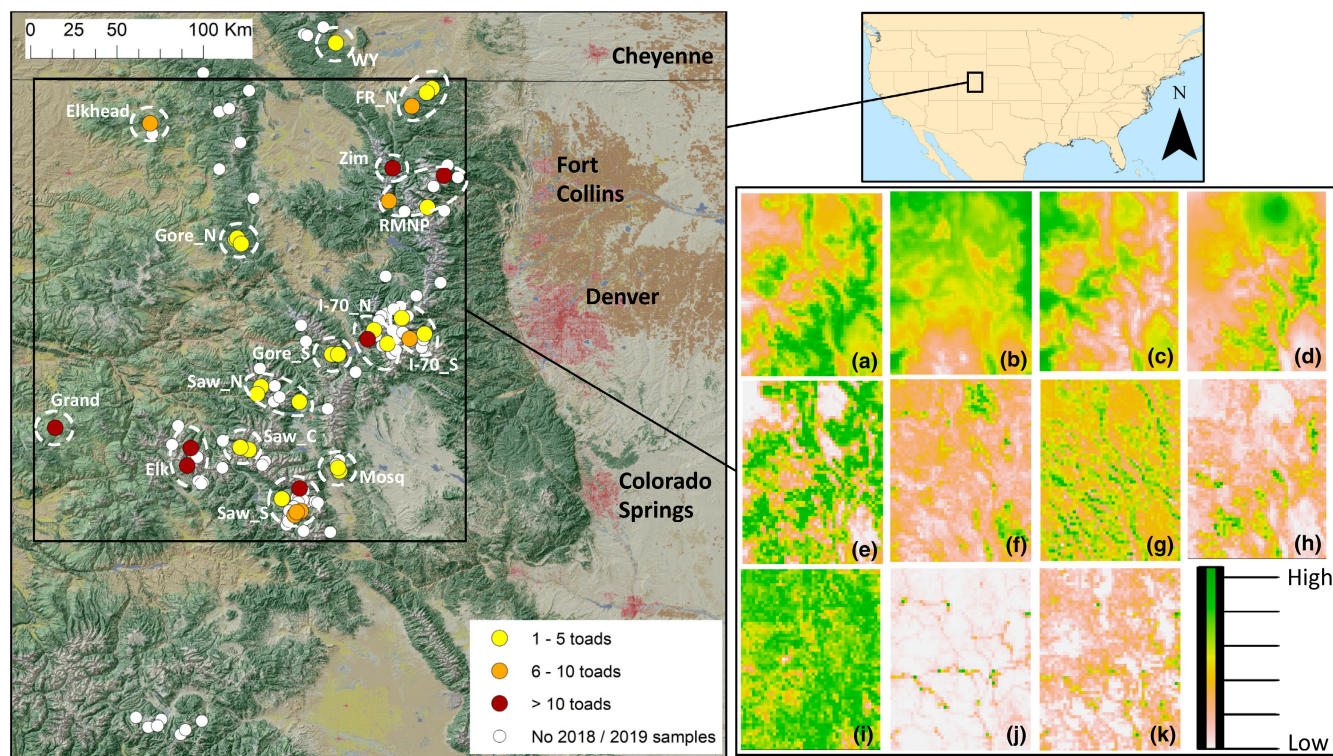 0 25 50 100 Km
WY
Cheyenne
FR_N
Elkhead
Zim
Fort
Collins
RMNP
Gore_N
Denver
I-70_N
Gore_S
I-70_S
Saw_N
Grand
Saw_C
Elk
Mosq
Saw_S
Colorado
Springs
1 - 5 toads
6 - 10 toads
> 10 toads
No 2018 / 2019 samples
N
(a)
(b)
(c)
(d)
(e)
(f)
(g)
(h)
(i)
(j)
(k)
High
Low